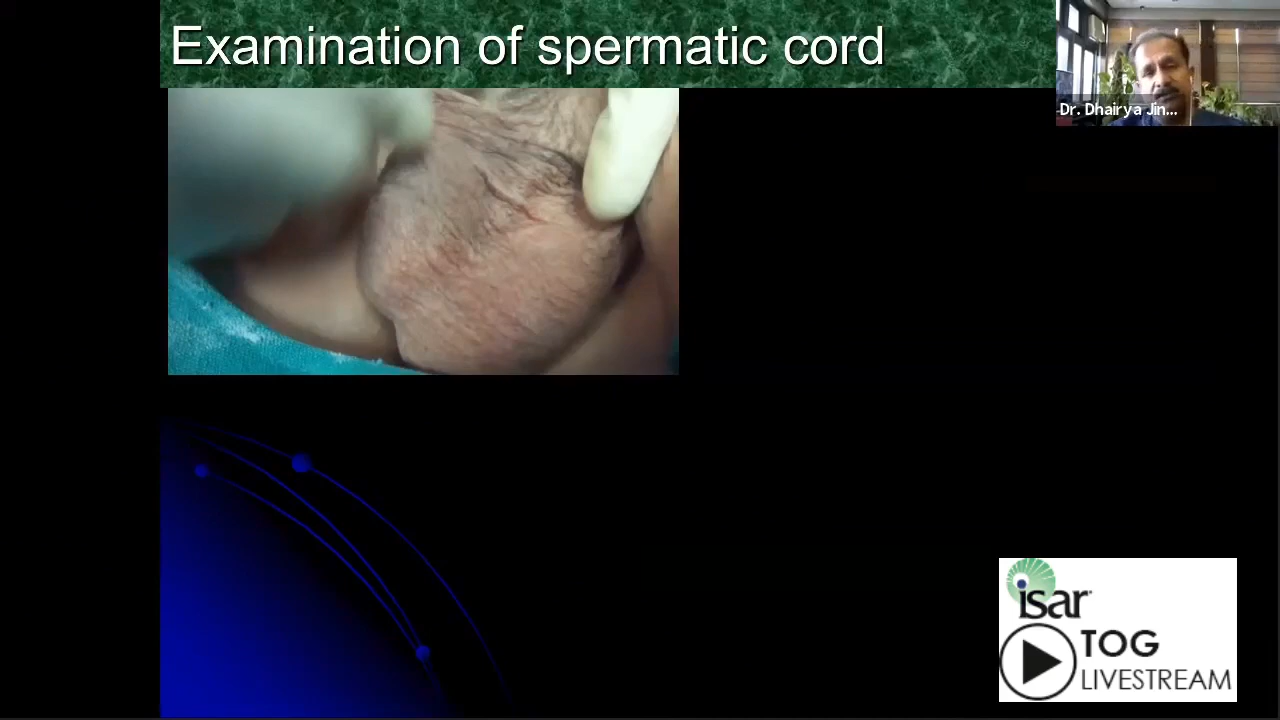 Examination of spermatic cord
Dr. Dhairya Jin...
isar
TOG
LIVESTREAM